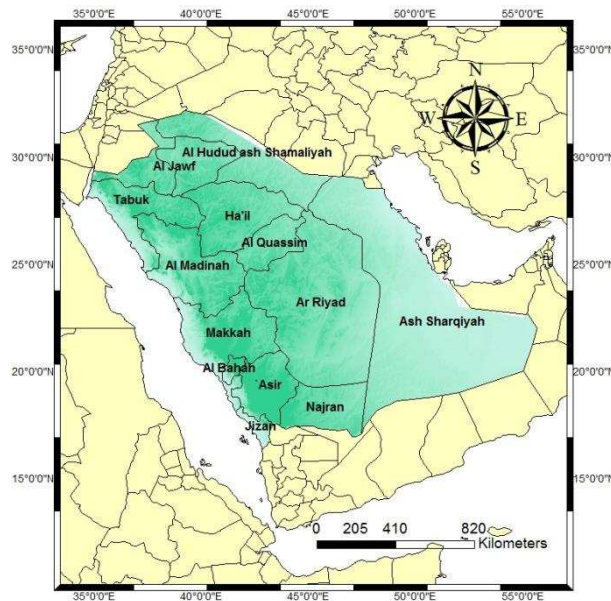 35°0'0"E 40°0'0"E 45°0'0"E 50°0'0"E 55°0'0"E
35°0'0"N
35°0'0"N
N
W
E
S
30°0'0"N
30°0'0"N
Al Hudud ash Shamaliyah
Al Jawf
Tabuk
Ha'il
Al Quassim
25°0'0"N
25°0'0"N
Al Madinah
Ar Riyad
Ash Sharqiyah
Makkah
20°0'0"N
20°0'0"N
Al Bahah
Asir
Najran
Jizan
15°0'0"N
15°0'0"N
0 205 410 820
Kilometers
35°0'0"E 40°0'0"E 45°0'0"E 50°0'0"E 55°0'0"E